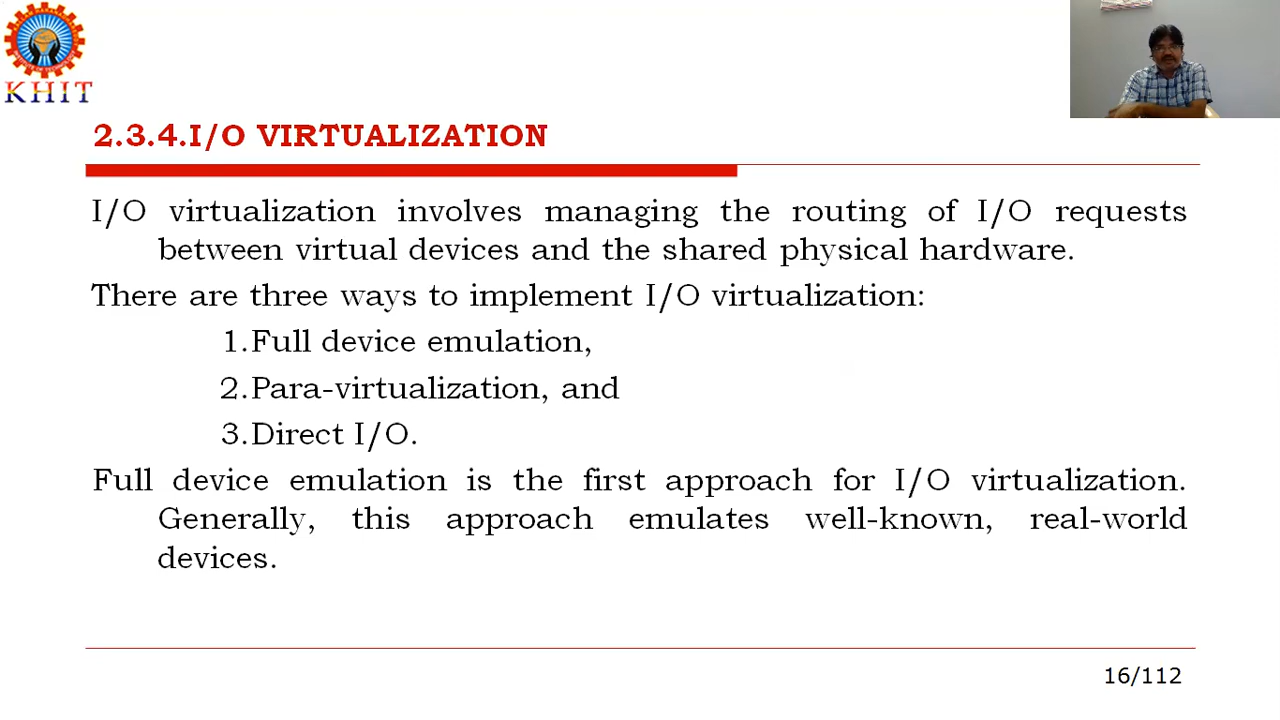 KHIT
2.3.4.I/O VIRTUALIZATION
I/O virtualization involves managing the routing of I/O requests
between virtual devices and the shared physical hardware.
There are three ways to implement I/O virtualization:
1.Full device emulation,
2.Para-virtualization, and
3.Direct I/O.
Full device emulation is the first approach for I/O virtualization.
Generally, this approach emulates well-known, real-world
devices.
16/112